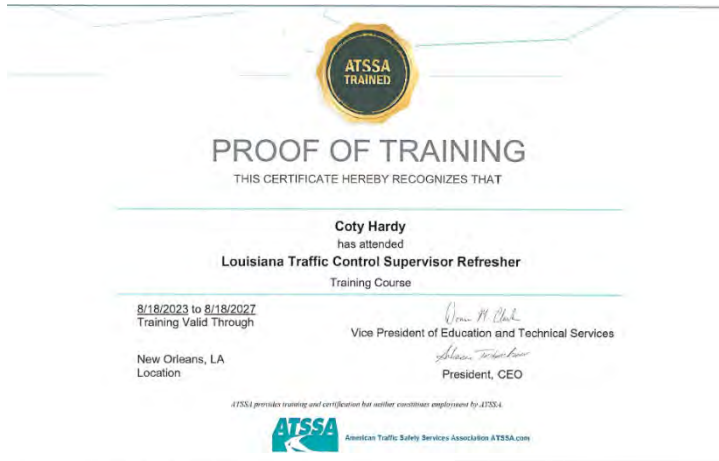 ATSSA
TRAINED
PROOF OF TRAINING
THIS CERTIFICATE HEREBY RECOGNIZES THAT
Coty Hardy
has attended
Louisiana Traffic Control Supervisor Refresher
Training Course
8/18/2023 to 8/18/2027
Training Valid Through
Vice President of Education and Technical Services
New Orleans, LA
Location
President, CEO
ATSSA provides training and certification but neither constitutes employment by ATSSA.
ATSSA
American Traffic Safety Services Association ATSSA.com